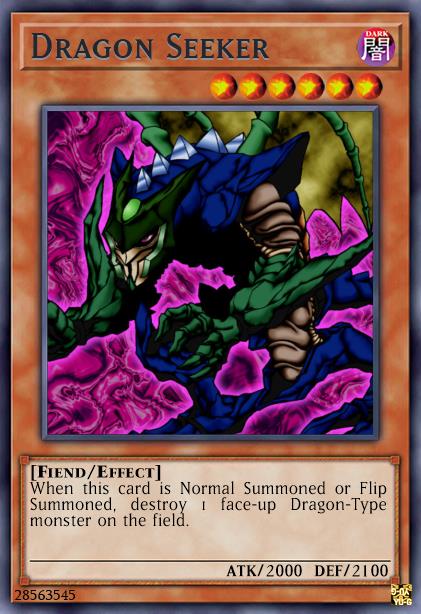 DRAGON SEEKER
DARK
闇
[FIEND/EFFECT]
When this card is Normal Summoned or Flip
Summoned, destroy 1 face-up Dragon-Type
monster on the field.
ATK/2000 DEF/2100
28563545